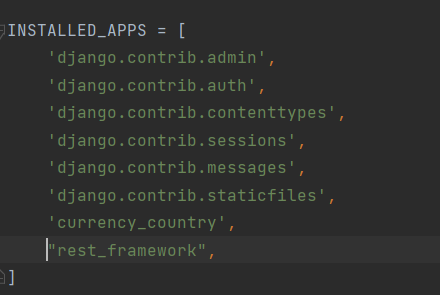 INSTALLED_APPS = [
    'django.contrib.admin',
    'django.contrib.auth',
    'django.contrib.contenttypes',
    'django.contrib.sessions',
    'django.contrib.messages',
    'django.contrib.staticfiles',
    'currency_country',
    "rest_framework",
]